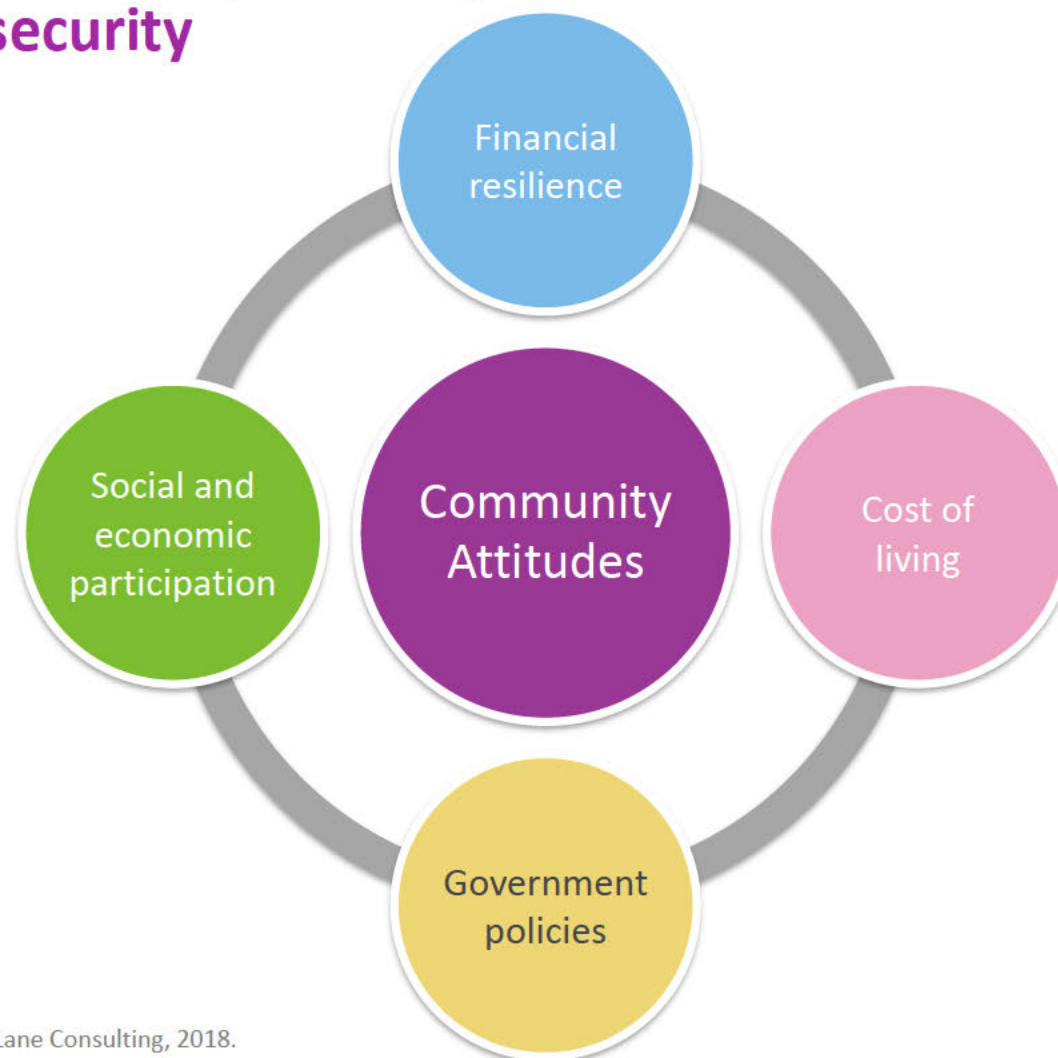 security
Financial
resilience
Social and
economic
participation
Community
Attitudes
Cost of
living
Government
policies
Lane Consulting, 2018.